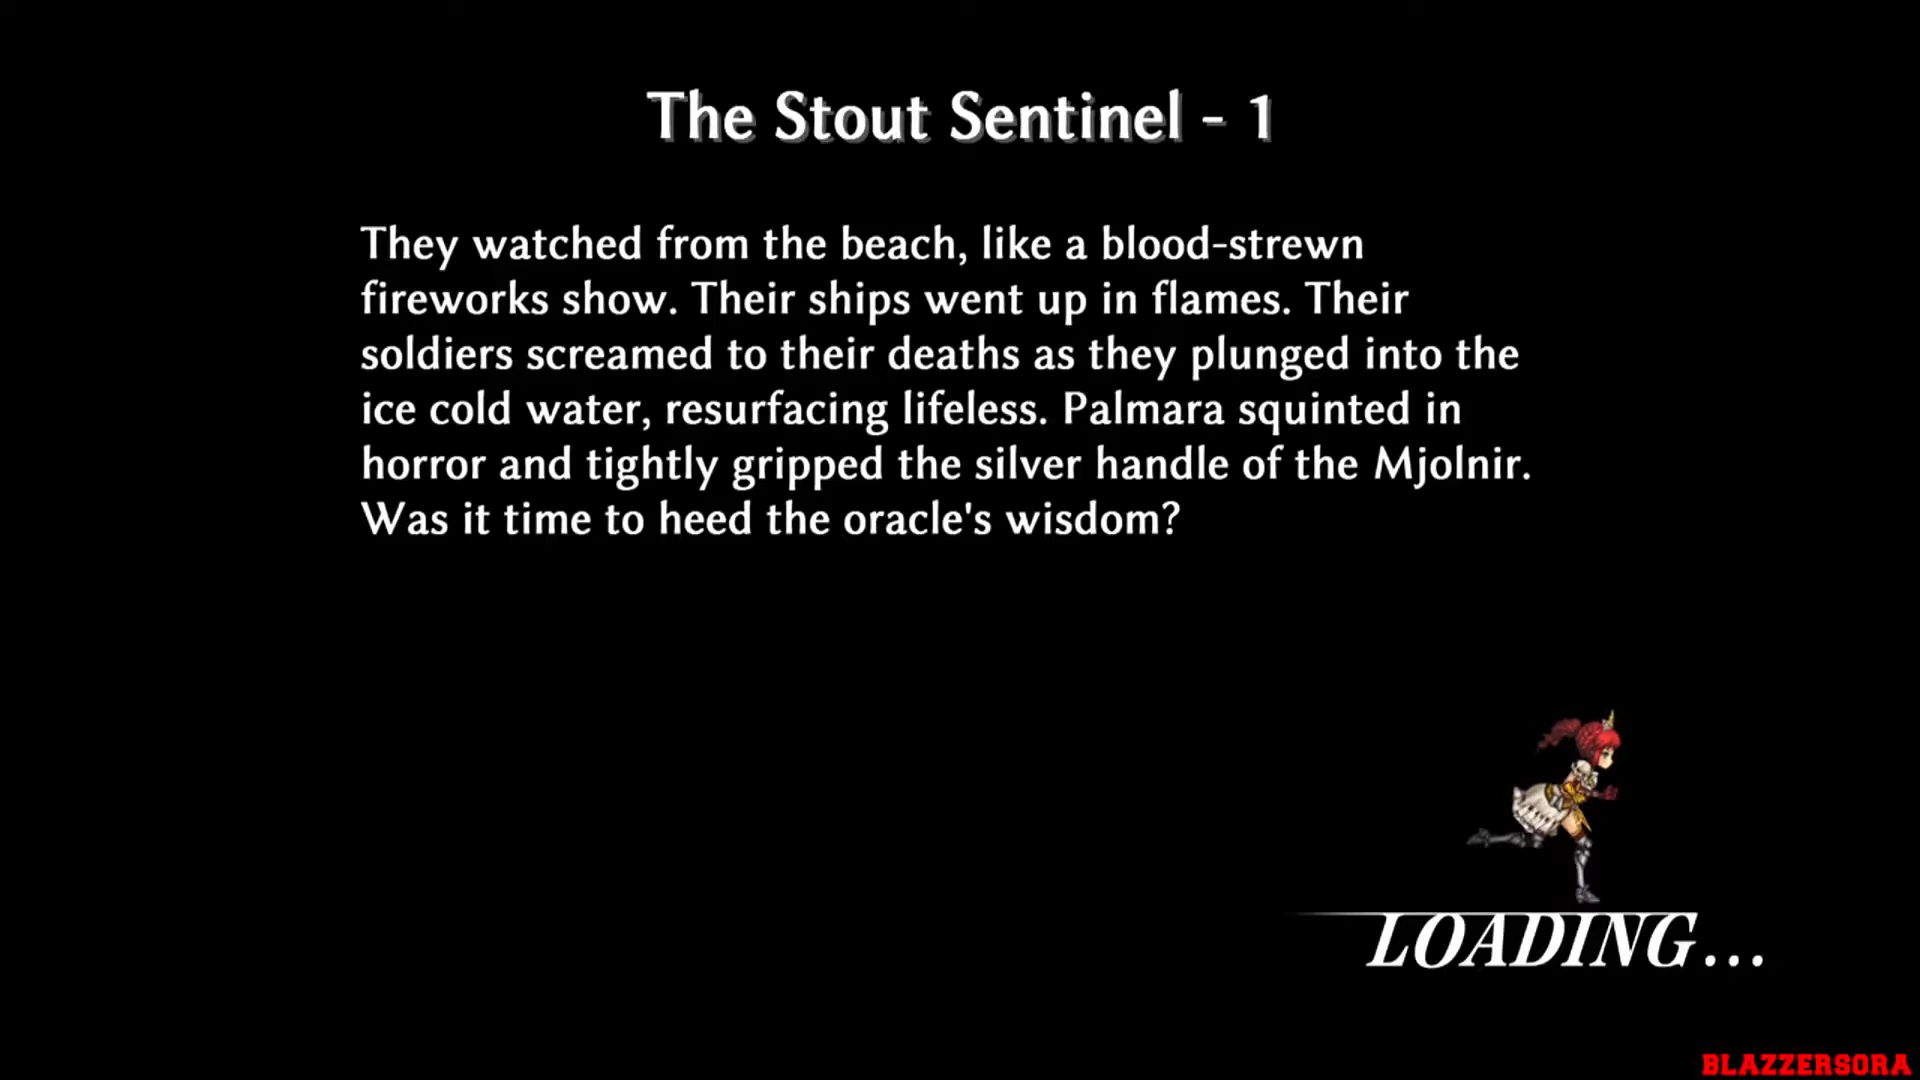 The Stout Sentinel - 1
They watched from the beach, like a blood-strewn
fireworks show. Their ships went up in flames. Their
soldiers screamed to their deaths as they plunged into the
ice cold water, resurfacing lifeless. Palmara squinted in
horror and tightly gripped the silver handle of the Mjolnir.
Was it time to heed the oracle's wisdom?
LOADING...
BLAZZERSORA